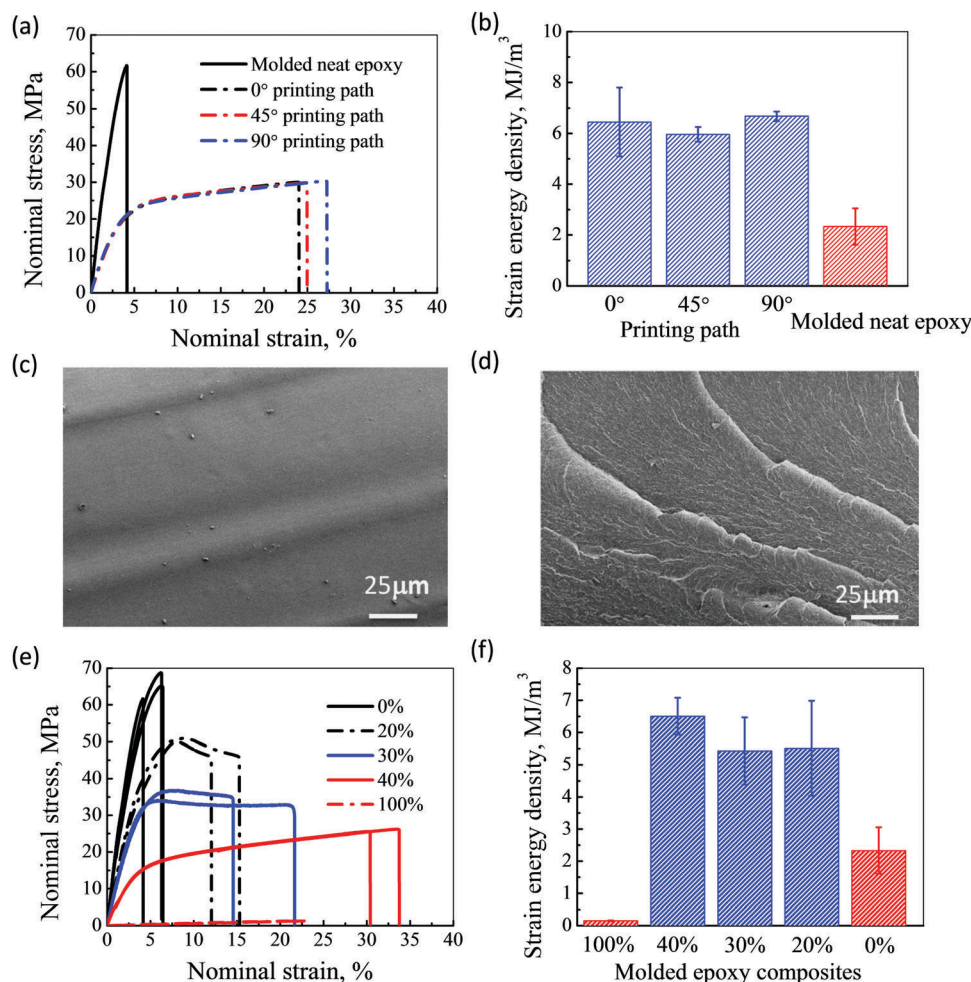 (a)
70
60
50
40
30
20
10
0
Nominal stress, MPa
Molded neat epoxy
0° printing path
45° printing path
90° printing path
0 5 10 15 20 25 30 35 40
Nominal strain, %
(b)
10
8
6
4
2
0
Strain energy density, MJ/m³
0° 45° 90°
Printing path
Molded neat epoxy
(c)
25μm
(d)
25μm
(e)
70
60
50
40
30
20
10
0
Nominal stress, MPa
0%
20%
30%
40%
100%
0 5 10 15 20 25 30 35 40
Nominal strain, %
(f)
8
7
6
5
4
3
2
1
0
Strain energy density, MJ/m³
100% 40% 30% 20% 0%
Molded epoxy composites